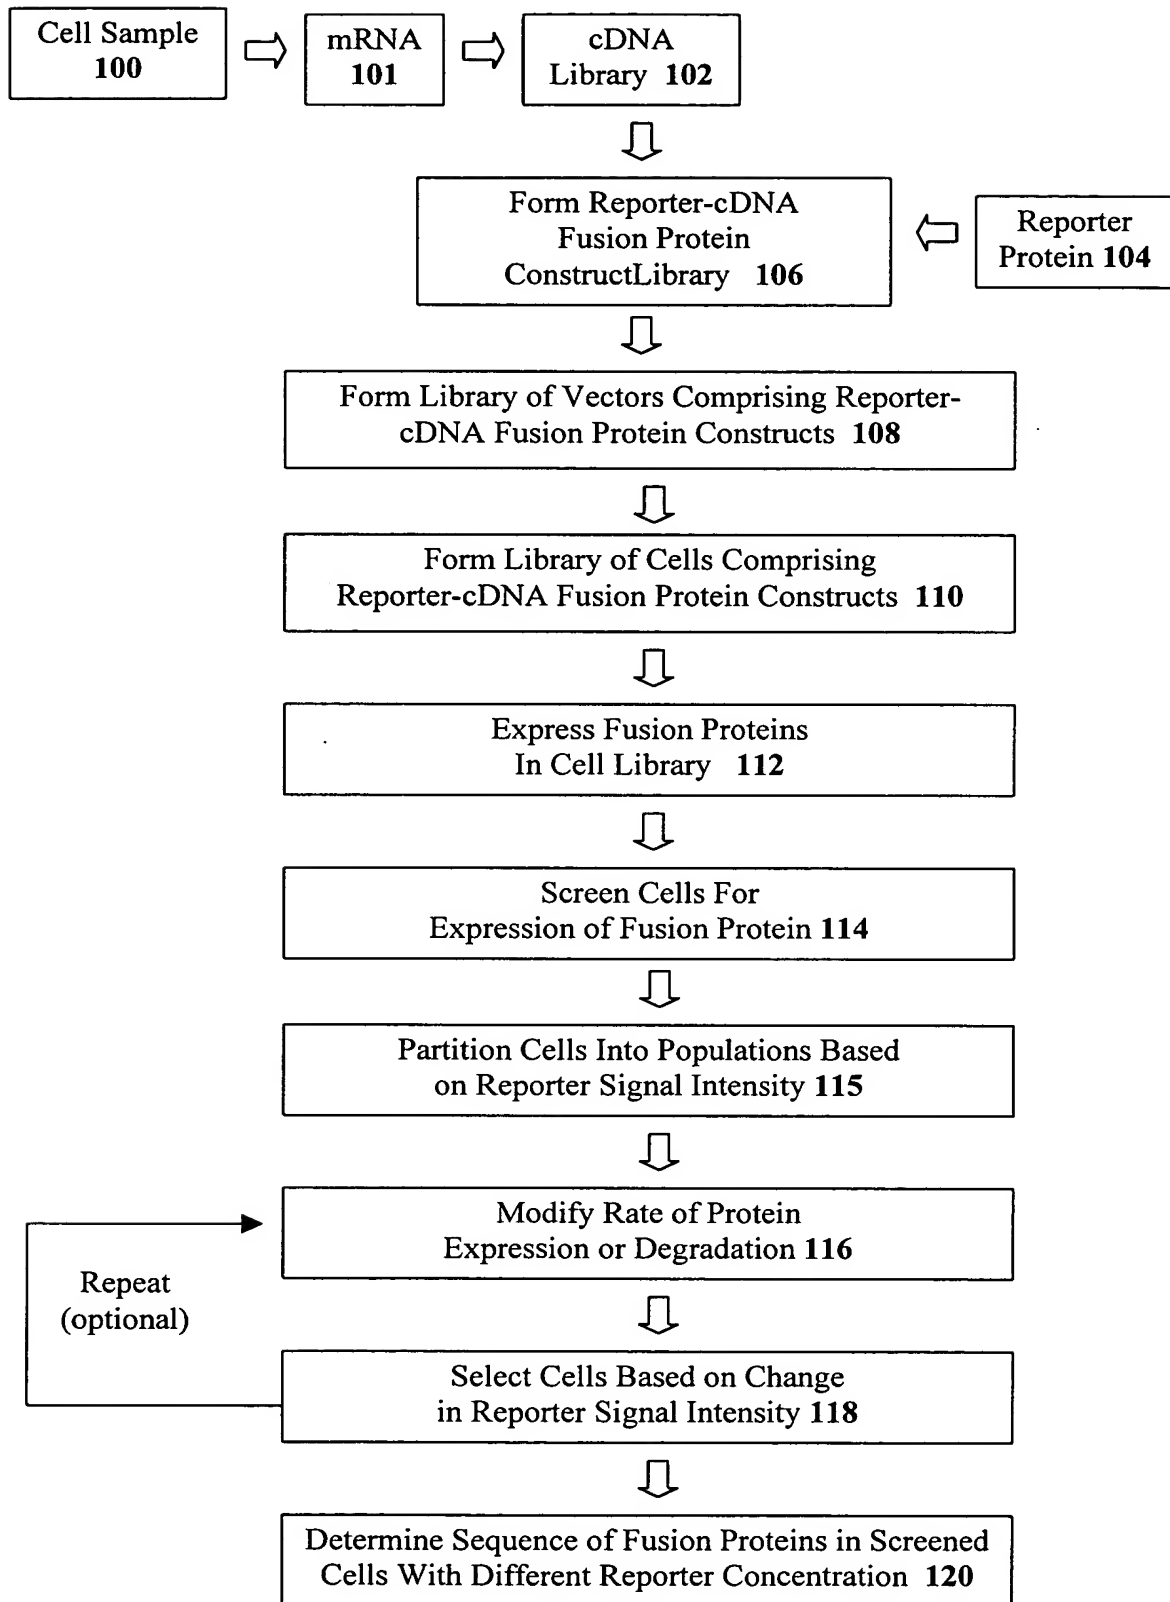 Cell Sample
100
mRNA
101
cDNA
Library 102
Form Reporter-cDNA
Fusion Protein
ConstructLibrary 106
Reporter
Protein 104
Form Library of Vectors Comprising Reporter-
cDNA Fusion Protein Constructs 108
Form Library of Cells Comprising
Reporter-cDNA Fusion Protein Constructs 110
Express Fusion Proteins
In Cell Library 112
Screen Cells For
Expression of Fusion Protein 114
Partition Cells Into Populations Based
on Reporter Signal Intensity 115
Modify Rate of Protein
Expression or Degradation 116
Repeat
(optional)
Select Cells Based on Change
in Reporter Signal Intensity 118
Determine Sequence of Fusion Proteins in Screened
Cells With Different Reporter Concentration 120